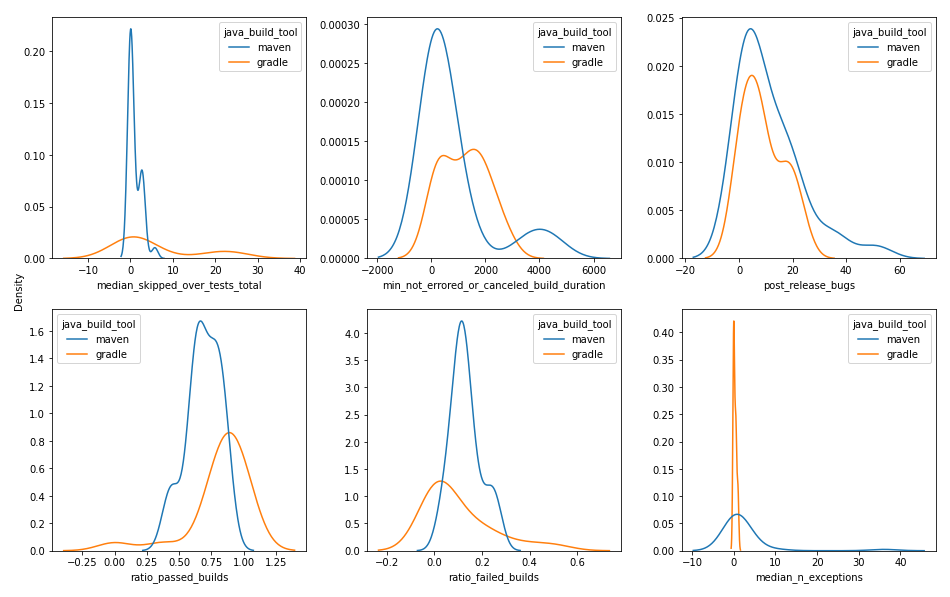 Density
java_build_tool
maven
gradle
0.20
0.15
0.10
0.05
0.00
−10 0 10 20 30 40
median_skipped_over_tests_total
java_build_tool
maven
gradle
0.00030
0.00025
0.00020
0.00015
0.00010
0.00005
0.00000
−2000 0 2000 4000 6000
min_not_errored_or_canceled_build_duration
java_build_tool
maven
gradle
0.025
0.020
0.015
0.010
0.005
0.000
−20 0 20 40 60
post_release_bugs
java_build_tool
maven
gradle
1.6
1.4
1.2
1.0
0.8
0.6
0.4
0.2
0.0
−0.25 0.00 0.25 0.50 0.75 1.00 1.25
ratio_passed_builds
java_build_tool
maven
gradle
4.0
3.5
3.0
2.5
2.0
1.5
1.0
0.5
0.0
−0.2 0.0 0.2 0.4 0.6
ratio_failed_builds
java_build_tool
maven
gradle
0.40
0.35
0.30
0.25
0.20
0.15
0.10
0.05
0.00
−10 0 10 20 30 40
median_n_exceptions